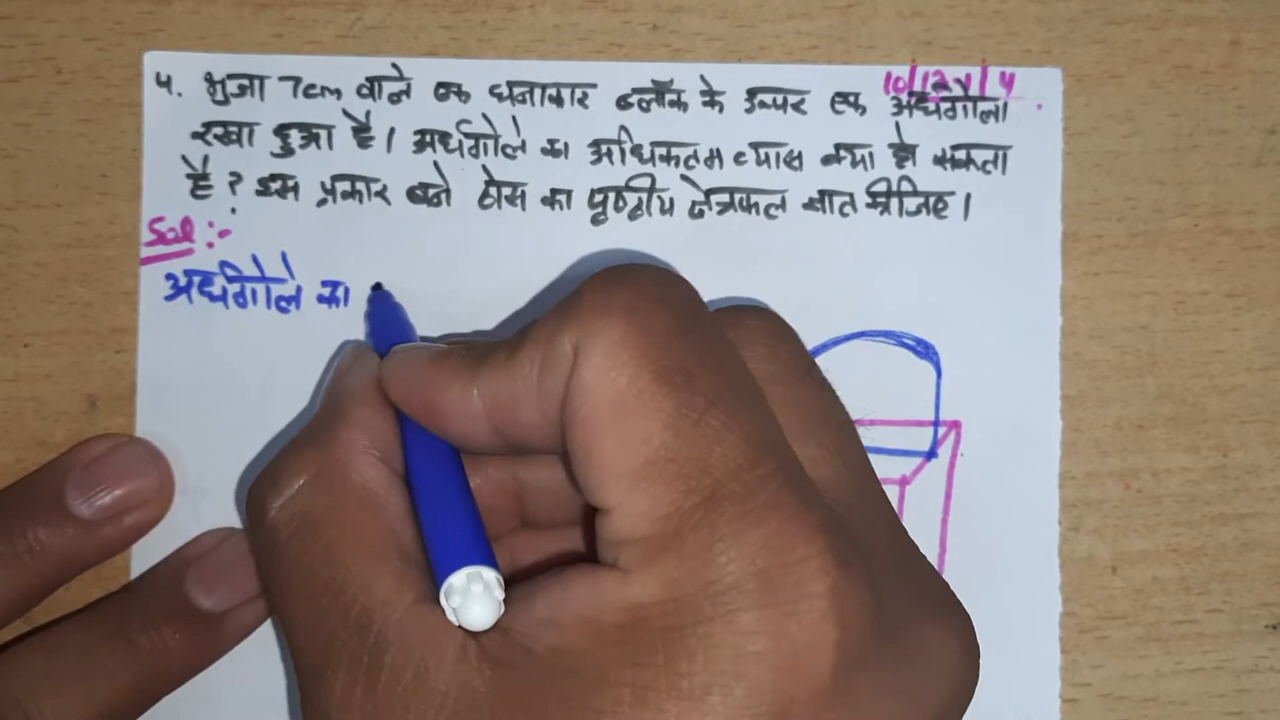 10/12.1/4
4. भुजा 7cm वाले एक घनाकार ब्लॉक के ऊपर एक अर्धगोला
रखा हुआ है। अर्धगोले का अधिकतम व्यास क्या हो सकता
है? इस प्रकार बने ठोस का पृष्ठीय क्षेत्रफल ज्ञात कीजिए।
Sol:-
अर्धगोले का